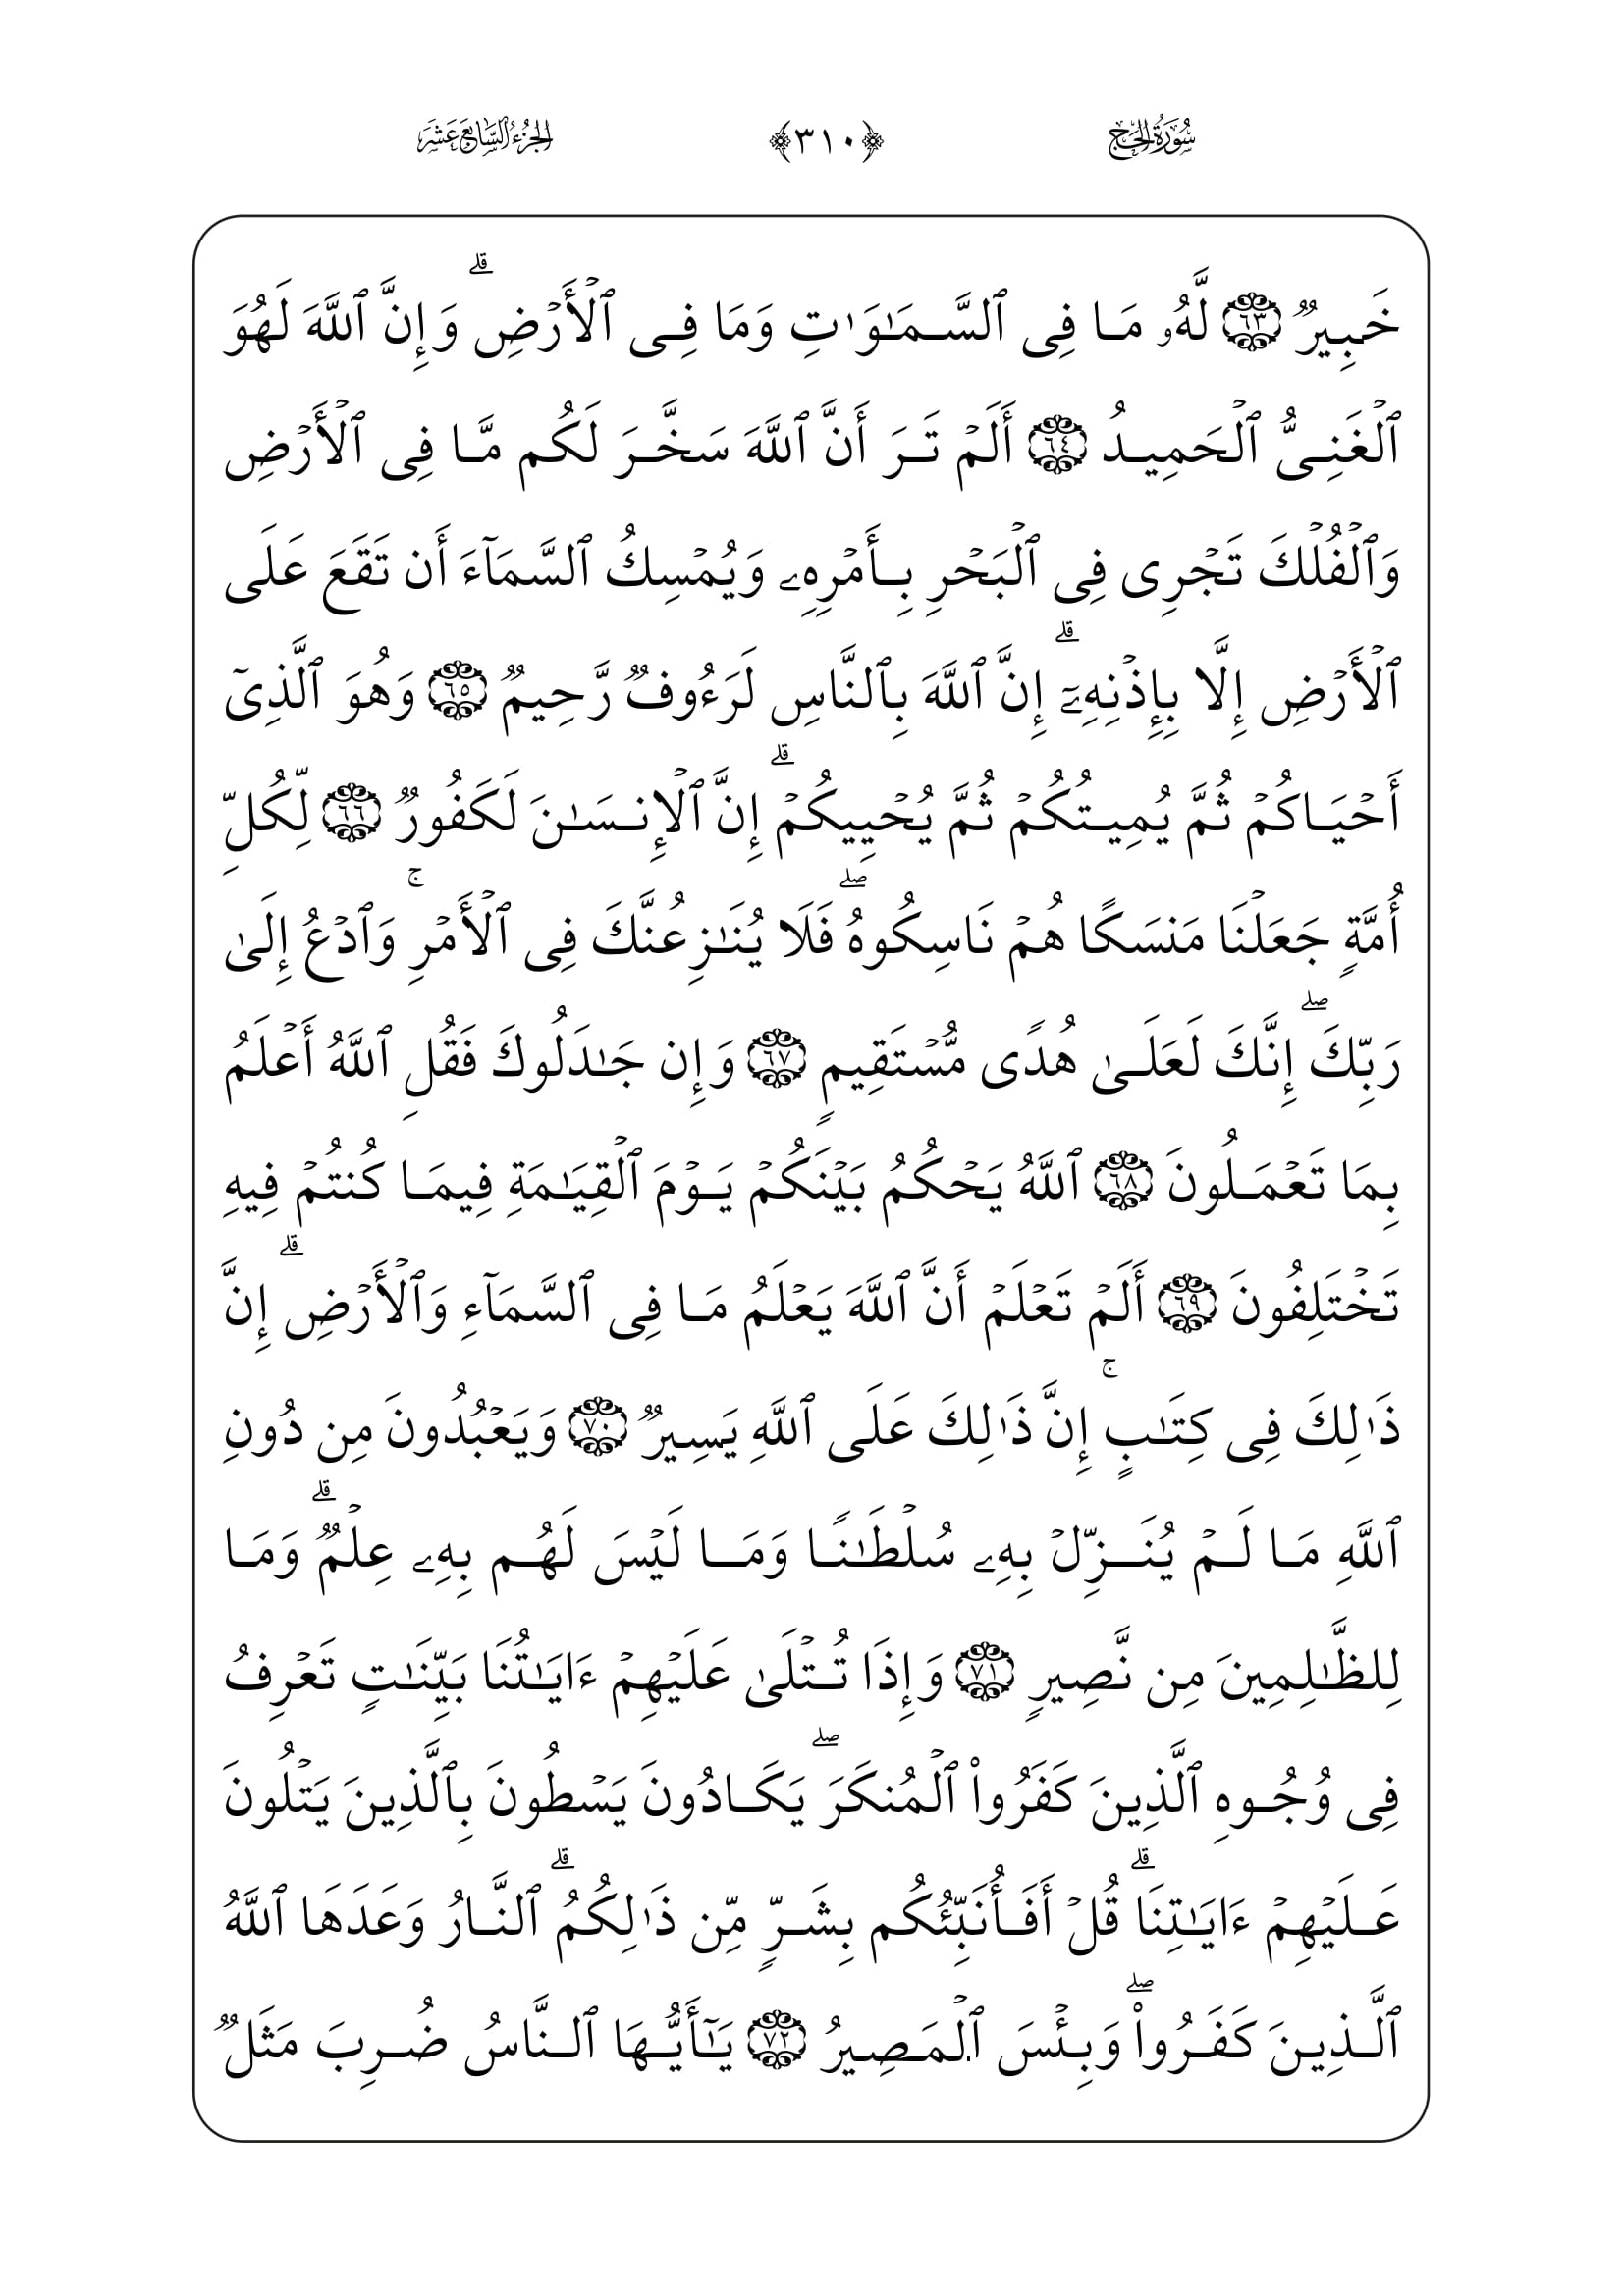 سُورَةُ الحَج ﴿٣١٠﴾ الجُزْءُ السَّابِعَ عَشَرَ
خَبِيرٞ ٦٣ لَّهُۥ مَا فِى ٱلسَّمَٰوَٰتِ وَمَا فِى ٱلۡأَرۡضِۗ وَإِنَّ ٱللَّهَ لَهُوَ
ٱلۡغَنِىُّ ٱلۡحَمِيدُ ٦٤ أَلَمۡ تَرَ أَنَّ ٱللَّهَ سَخَّرَ لَكُم مَّا فِى ٱلۡأَرۡضِ
وَٱلۡفُلۡكَ تَجۡرِى فِى ٱلۡبَحۡرِ بِأَمۡرِهِۦ وَيُمۡسِكُ ٱلسَّمَآءَ أَن تَقَعَ عَلَى
ٱلۡأَرۡضِ إِلَّا بِإِذۡنِهِۦٓۗ إِنَّ ٱللَّهَ بِٱلنَّاسِ لَرَءُوفٞ رَّحِيمٞ ٦٥ وَهُوَ ٱلَّذِىٓ
أَحۡيَاكُمۡ ثُمَّ يُمِيتُكُمۡ ثُمَّ يُحۡيِيكُمۡۗ إِنَّ ٱلۡإِنسَٰنَ لَكَفُورٞ ٦٦ لِّكُلِّ
أُمَّةٖ جَعَلۡنَا مَنسَكًا هُمۡ نَاسِكُوهُۖ فَلَا يُنَٰزِعُنَّكَ فِى ٱلۡأَمۡرِۚ وَٱدۡعُ إِلَىٰ
رَبِّكَۖ إِنَّكَ لَعَلَىٰ هُدٗى مُّسۡتَقِيمٖ ٦٧ وَإِن جَٰدَلُوكَ فَقُلِ ٱللَّهُ أَعۡلَمُ
بِمَا تَعۡمَلُونَ ٦٨ ٱللَّهُ يَحۡكُمُ بَيۡنَكُمۡ يَوۡمَ ٱلۡقِيَٰمَةِ فِيمَا كُنتُمۡ فِيهِ
تَخۡتَلِفُونَ ٦٩ أَلَمۡ تَعۡلَمۡ أَنَّ ٱللَّهَ يَعۡلَمُ مَا فِى ٱلسَّمَآءِ وَٱلۡأَرۡضِۗ إِنَّ
ذَٰلِكَ فِى كِتَٰبٍۚ إِنَّ ذَٰلِكَ عَلَى ٱللَّهِ يَسِيرٞ ٧٠ وَيَعۡبُدُونَ مِن دُونِ
ٱللَّهِ مَا لَمۡ يُنَزِّلۡ بِهِۦ سُلۡطَٰنٗا وَمَا لَيۡسَ لَهُم بِهِۦ عِلۡمٞۗ وَمَا
لِلظَّٰلِمِينَ مِن نَّصِيرٖ ٧١ وَإِذَا تُتۡلَىٰ عَلَيۡهِمۡ ءَايَٰتُنَا بَيِّنَٰتٖ تَعۡرِفُ
فِى وُجُوهِ ٱلَّذِينَ كَفَرُواْ ٱلۡمُنكَرَۖ يَكَادُونَ يَسۡطُونَ بِٱلَّذِينَ يَتۡلُونَ
عَلَيۡهِمۡ ءَايَٰتِنَاۗ قُلۡ أَفَأُنَبِّئُكُم بِشَرّٖ مِّن ذَٰلِكُمُۗ ٱلنَّارُ وَعَدَهَا ٱللَّهُ
ٱلَّذِينَ كَفَرُواْۖ وَبِئۡسَ ٱلۡمَصِيرُ ٧٢ يَٰٓأَيُّهَا ٱلنَّاسُ ضُرِبَ مَثَلٞ